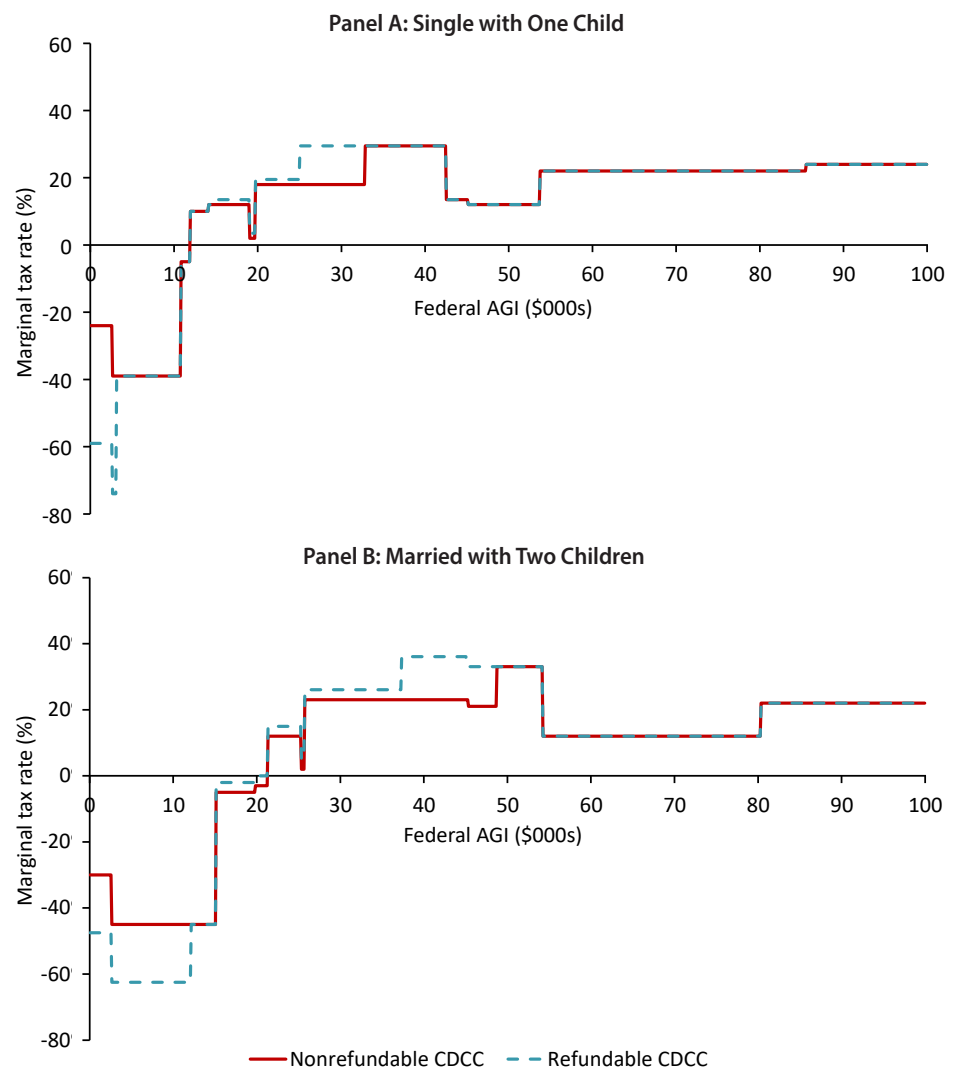 Panel A: Single with One Child
60
40
20
0
-20
-40
-60
-80
Marginal tax rate (%)
0 10 20 30 40 50 60 70 80 90 100
Federal AGI ($000s)
Panel B: Married with Two Children
60
40
20
0
-20
-40
-60
-80
Marginal tax rate (%)
0 10 20 30 40 50 60 70 80 90 100
Federal AGI ($000s)
Nonrefundable CDCC Refundable CDCC